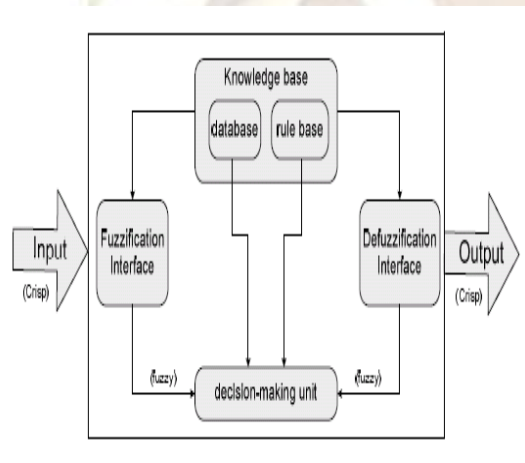 Knowledge base
database
rule base
Input
(Crisp)
Fuzzification
Interface
Defuzzification
Interface
Output
(Crisp)
(fuzzy)
decision-making unit
(fuzzy)